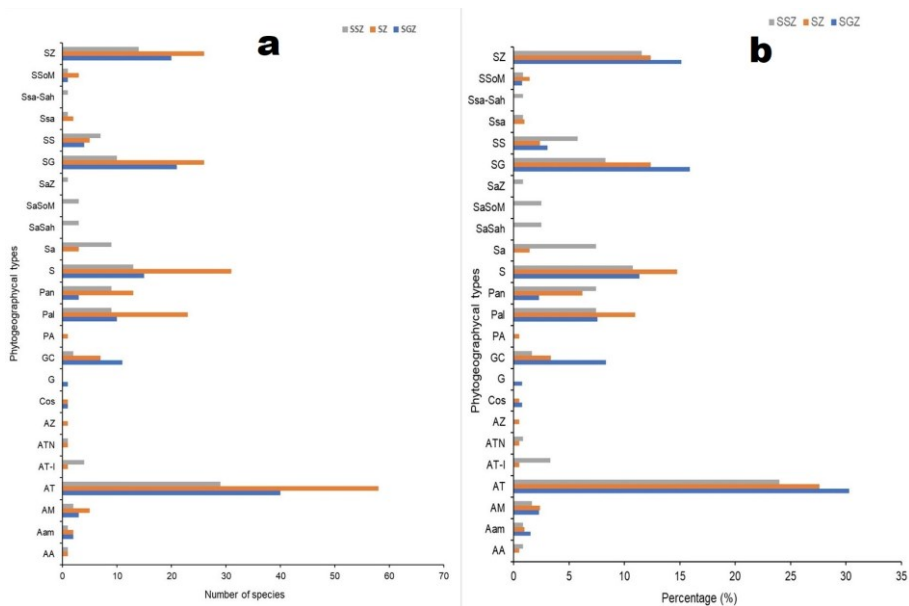 a
SSZ SZ SGZ
SZ
SSoM
Ssa-Sah
Ssa
SS
SG
SaZ
SaSoM
SaSah
Sa
S
Pan
Pal
PA
GC
G
Cos
AZ
ATN
AT-I
AT
AM
Aam
AA
Phytogeographycal types
0 10 20 30 40 50 60 70
Number of species
b
SSZ SZ SGZ
SZ
SSoM
Ssa-Sah
Ssa
SS
SG
SaZ
SaSoM
SaSah
Sa
S
Pan
Pal
PA
GC
G
Cos
AZ
ATN
AT-I
AT
AM
Aam
AA
Phytogeographycal types
0 5 10 15 20 25 30 35
Percentage (%)